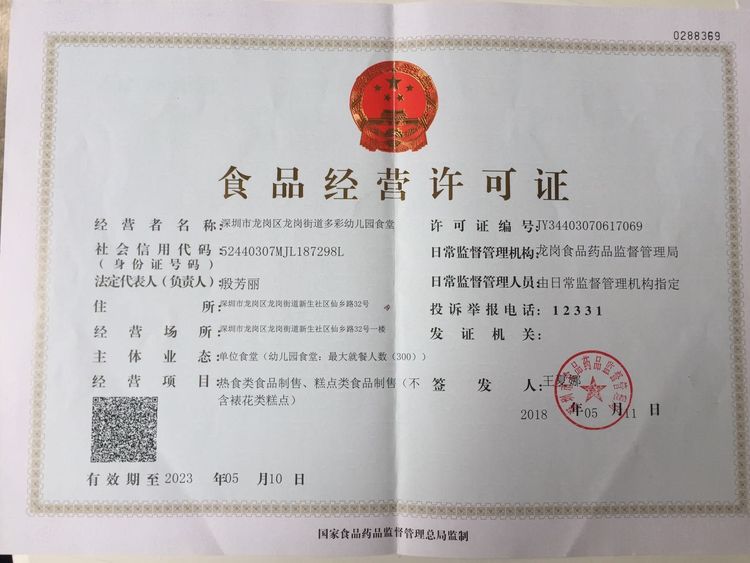 0288369
食品经营许可证
经营者名称:深圳市龙岗区龙岗街道多彩幼儿园食堂
许可证编号:JY34403070617069
社会信用代码:52440307MJL187298L
(身份证号码)
日常监督管理机构:龙岗食品药品监督管理局
法定代表人(负责人):殷芳丽
日常监督管理人员:由日常监督管理机构指定
住所:深圳市龙岗区龙岗街道新生社区仙乡路32号
投诉举报电话:12331
经营场所:深圳市龙岗区龙岗街道新生社区仙乡路32号一楼
发证机关:
主体业态:单位食堂(幼儿园食堂;最大就餐人数(300))
经营项目:热食类食品制售、糕点类食品制售(不
含裱花类糕点)
签发人:王夏娜
2018年05月11日
有效期至2023年05月10日
国家食品药品监督管理总局监制